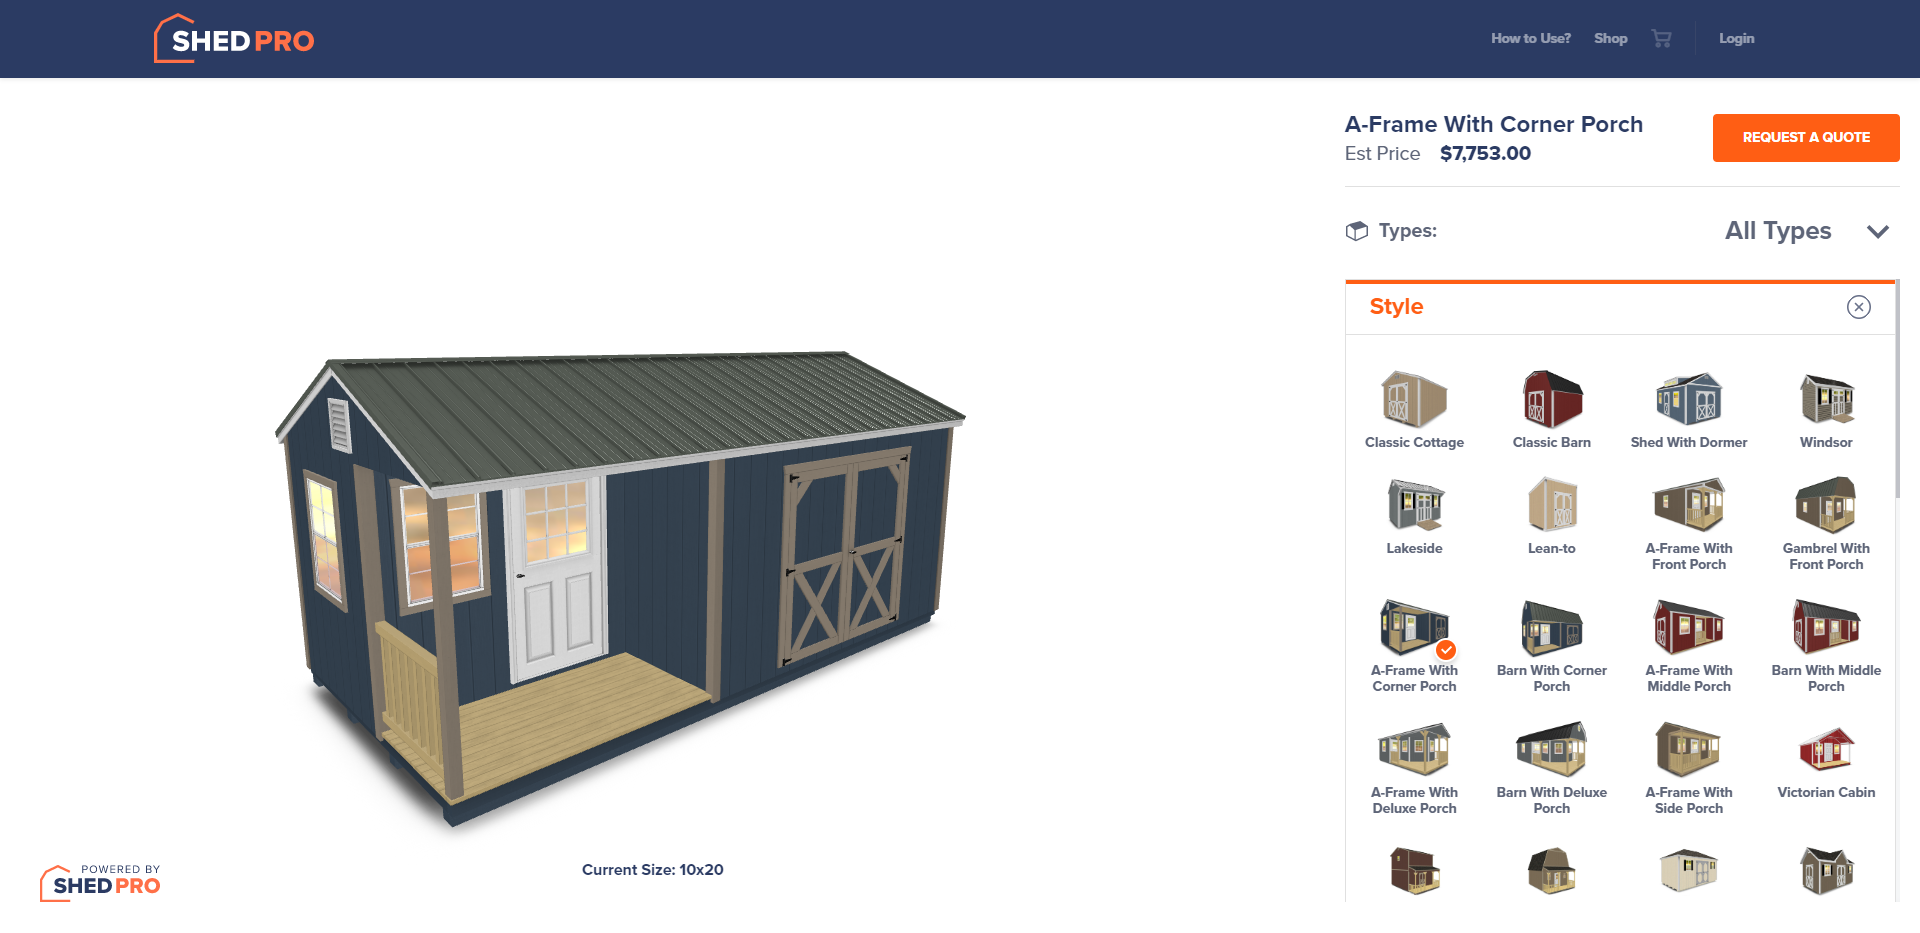 SHED PRO
How to Use?
Shop
Login
A-Frame With Corner Porch
Est Price $7,753.00
REQUEST A QUOTE
Types:
All Types
Style
Classic Cottage
Classic Barn
Shed With Dormer
Windsor
Lakeside
Lean-to
A-Frame With
Front Porch
Gambrel With
Front Porch
A-Frame With
Corner Porch
Barn With Corner
Porch
A-Frame With
Middle Porch
Barn With Middle
Porch
A-Frame With
Deluxe Porch
Barn With Deluxe
Porch
A-Frame With
Side Porch
Victorian Cabin
Current Size: 10x20
POWERED BY
SHED PRO